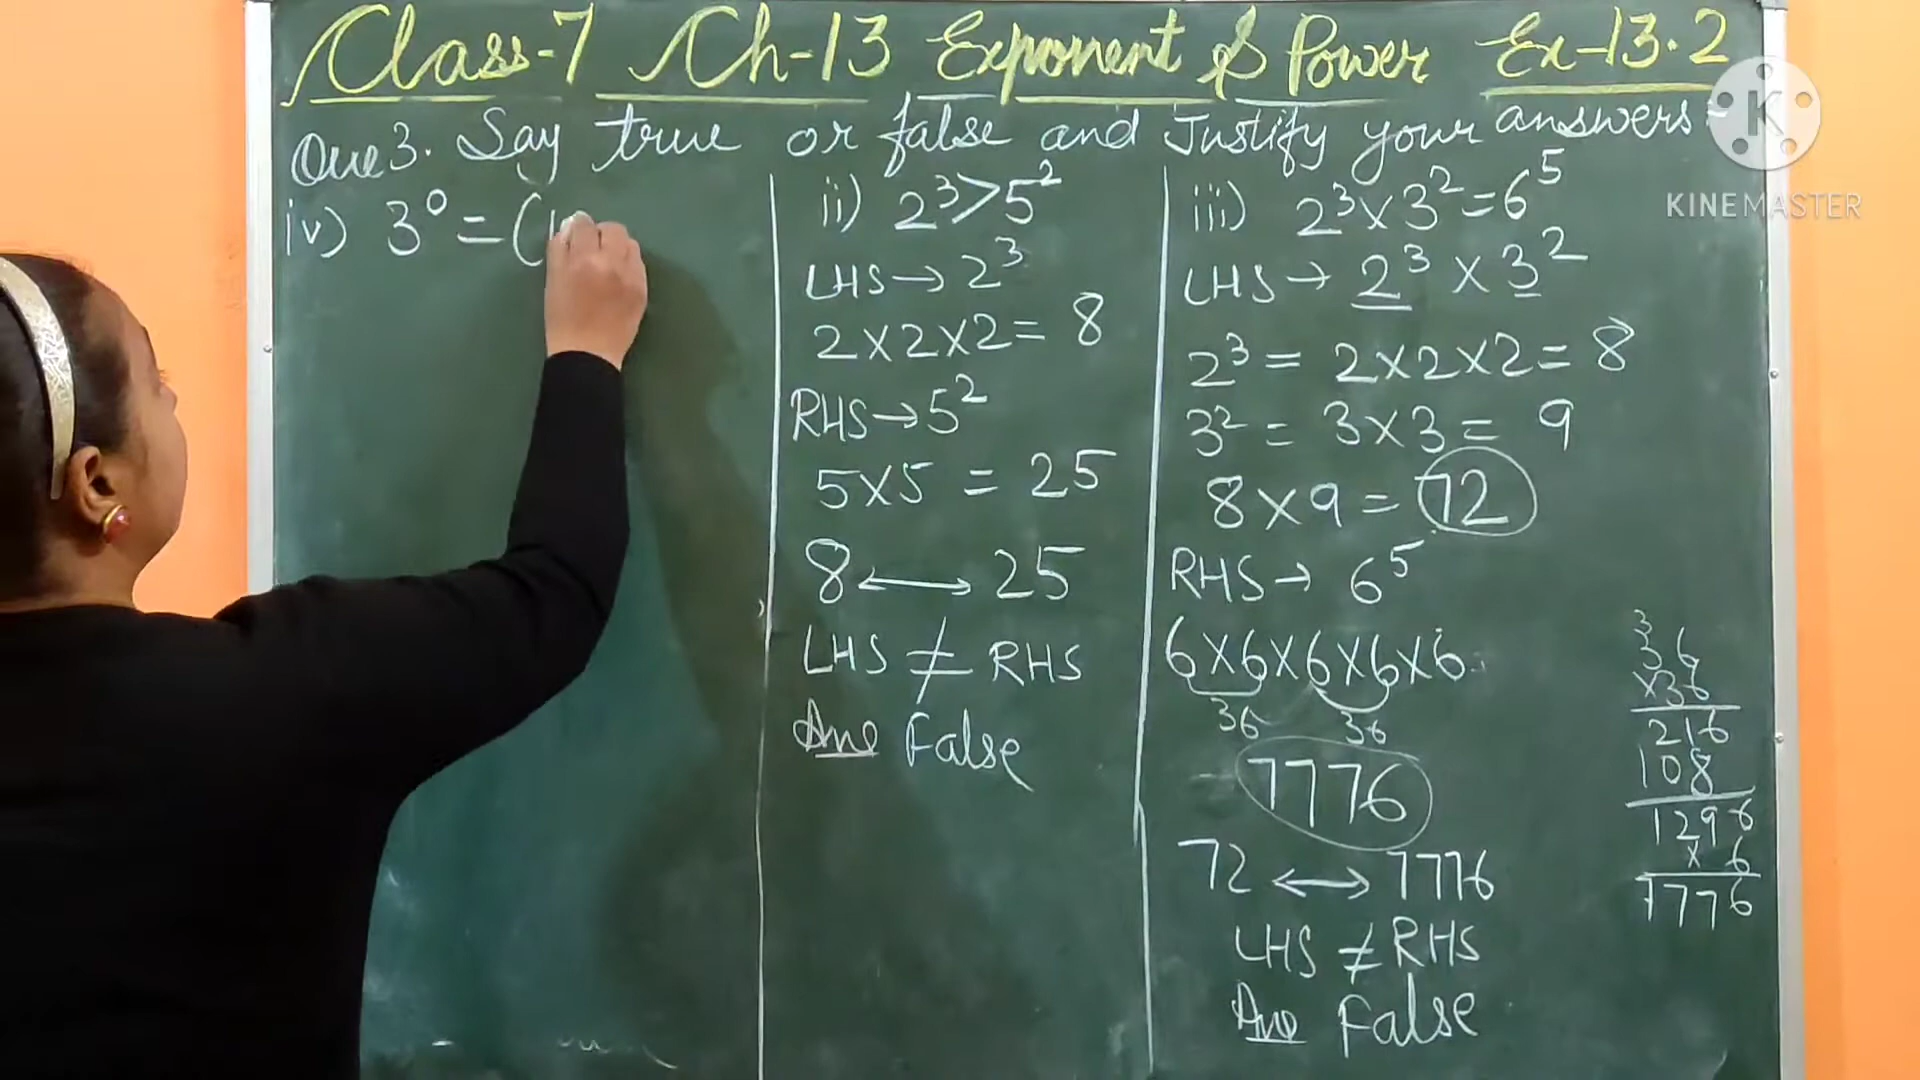 Class-7 Ch-13 Exponent & Power Ex-13.2
Que 3. Say true or false and Justify your answers:-
iv) 3⁰ = (1
ii) 2³ > 5²
LHS → 2³
2×2×2 = 8
RHS → 5²
5×5 = 25
8 ↔ 25
LHS ≠ RHS
Ans False
iii) 2³ × 3² = 6⁵
LHS → 2³ × 3²
2³ = 2×2×2 = 8
3² = 3×3 = 9
8 × 9 = 72
RHS → 6⁵
6×6×6×6×6
36 36
7776
72 ↔ 7776
LHS ≠ RHS
Ans False
3
36
×36
216
108
1296
× 6
7776
K
KINEMASTER